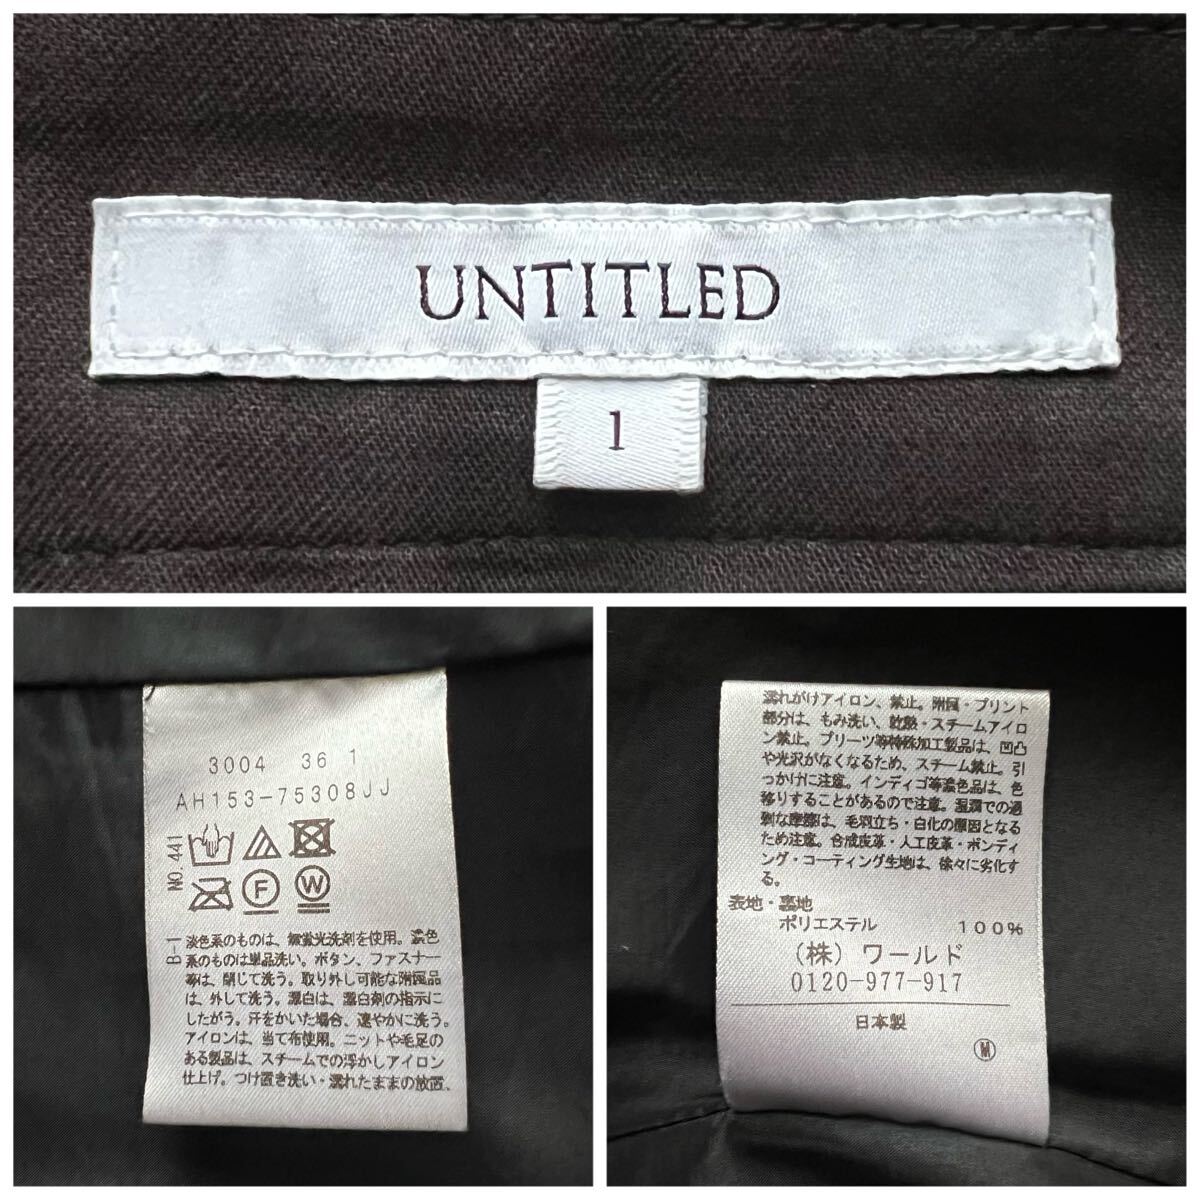 UNTITLED
1
3004 36 1
AH153-75308JJ
NO.441
F
W
B-1
淡色系のものは、無蛍光洗剤を使用。濃色
系のものは単品洗い。ボタン、ファスナー
等は、閉じて洗う。取り外し可能な附属品
は、外して洗う。漂白は、漂白剤の指示に
したがう。汗をかいた場合、速やかに洗う。
アイロンは、当て布使用。ニットや毛足の
ある製品は、スチームでの浮かしアイロン
仕上げ。つけ置き洗い・濡れたままの放置、
濡れがけアイロン、禁止。附属・プリント
部分は、もみ洗い、乾熱・スチームアイロ
ン禁止。プリーツ等特殊加工製品は、凹凸
や光沢がなくなるため、スチーム禁止。引
っかけに注意。インディゴ等濃色品は、色
移りすることがあるので注意。湿潤での過
剰な摩擦は、毛羽立ち・白化の原因となる
ため注意。合成皮革・人工皮革・ボンディ
ング・コーティング生地は、徐々に劣化す
る。
表地・裏地
ポリエステル 100%
(株) ワールド
0120-977-917
日本製
M